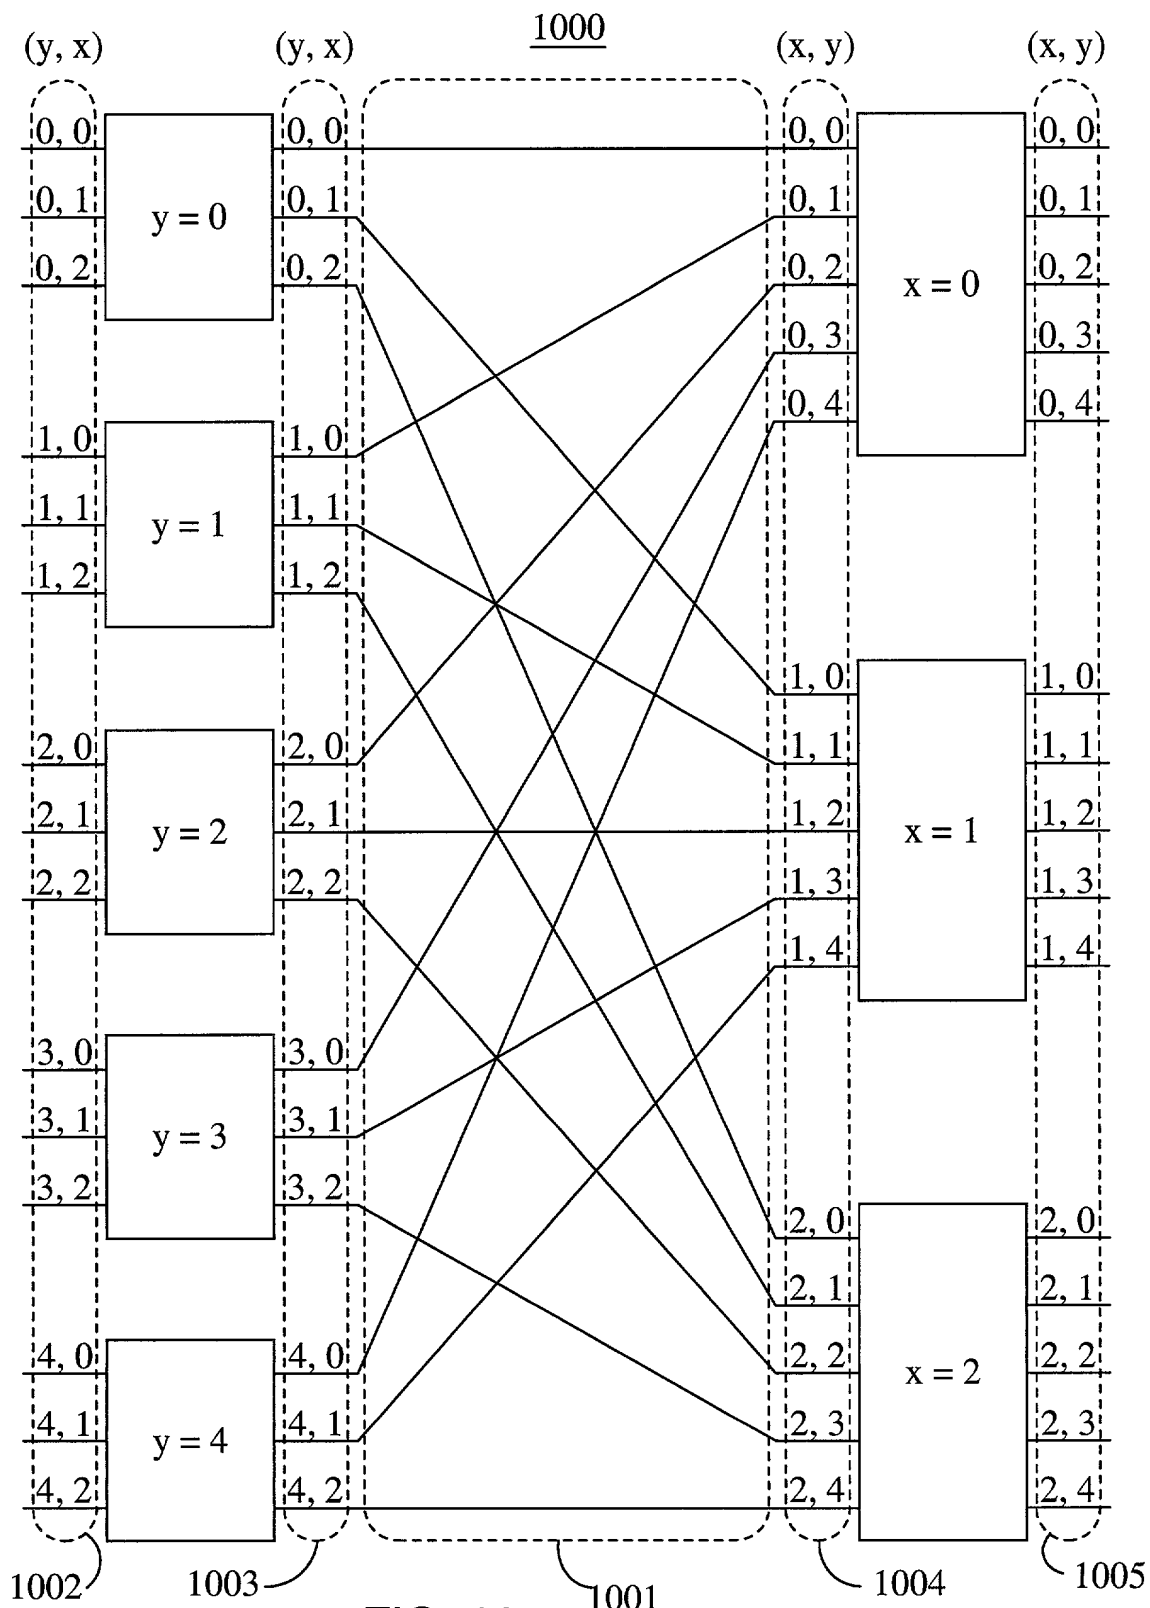 1000
(y, x) (y, x) (x, y) (x, y)
0, 0 0, 0 0, 0 0, 0
0, 1 y = 0 0, 1 0, 1 0, 1
0, 2 0, 2 0, 2 x = 0 0, 2
0, 3 0, 3
0, 4 0, 4
1, 0 1, 0
1, 1 y = 1 1, 1
1, 2 1, 2
1, 0 1, 0
2, 0 2, 0 1, 1 1, 1
2, 1 y = 2 2, 1 1, 2 x = 1 1, 2
2, 2 2, 2 1, 3 1, 3
1, 4 1, 4
3, 0 3, 0
3, 1 y = 3 3, 1
3, 2 3, 2
2, 0 2, 0
2, 1 2, 1
4, 0 4, 0 2, 2 x = 2 2, 2
4, 1 y = 4 4, 1 2, 3 2, 3
4, 2 4, 2 2, 4 2, 4
1002 1003 1001 1004 1005